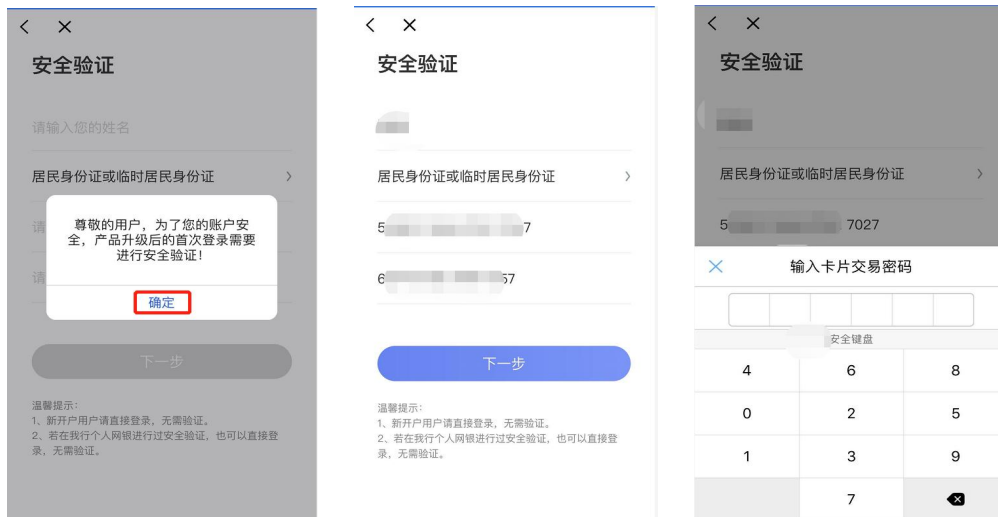 安全验证
请输入您的姓名
居民身份证或临时居民身份证
请
尊敬的用户，为了您的账户安
全，产品升级后的首次登录需要
进行安全验证！
请
确定
下一步
温馨提示：
1、新开户用户请直接登录，无需验证。
2、若在我行个人网银进行过安全验证，也可以直接登
录，无需验证。
安全验证
居民身份证或临时居民身份证
5 7
6 57
下一步
温馨提示：
1、新开户用户请直接登录，无需验证。
2、若在我行个人网银进行过安全验证，也可以直接登
录，无需验证。
安全验证
居民身份证或临时居民身份证
5 7027
输入卡片交易密码
安全键盘
4 6 8
0 2 5
1 3 9
7